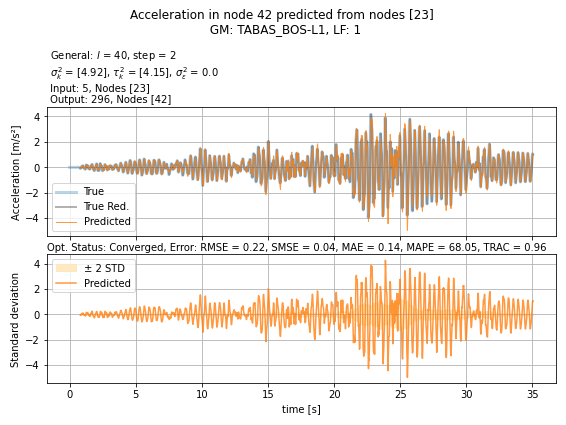 Acceleration in node 42 predicted from nodes [23]
GM: TABAS_BOS-L1, LF: 1
General: l = 40, step = 2
σ²ₖ = [4.92], τ²ₖ = [4.15], σ²ε = 0.0
Input: 5, Nodes [23]
Output: 296, Nodes [42]
Acceleration [m/s²]
4
2
0
−2
−4
True
True Red.
Predicted
Opt. Status: Converged, Error: RMSE = 0.22, SMSE = 0.04, MAE = 0.14, MAPE = 68.05, TRAC = 0.96
Standard deviation
4
2
0
−2
−4
± 2 STD
Predicted
0 5 10 15 20 25 30 35
time [s]